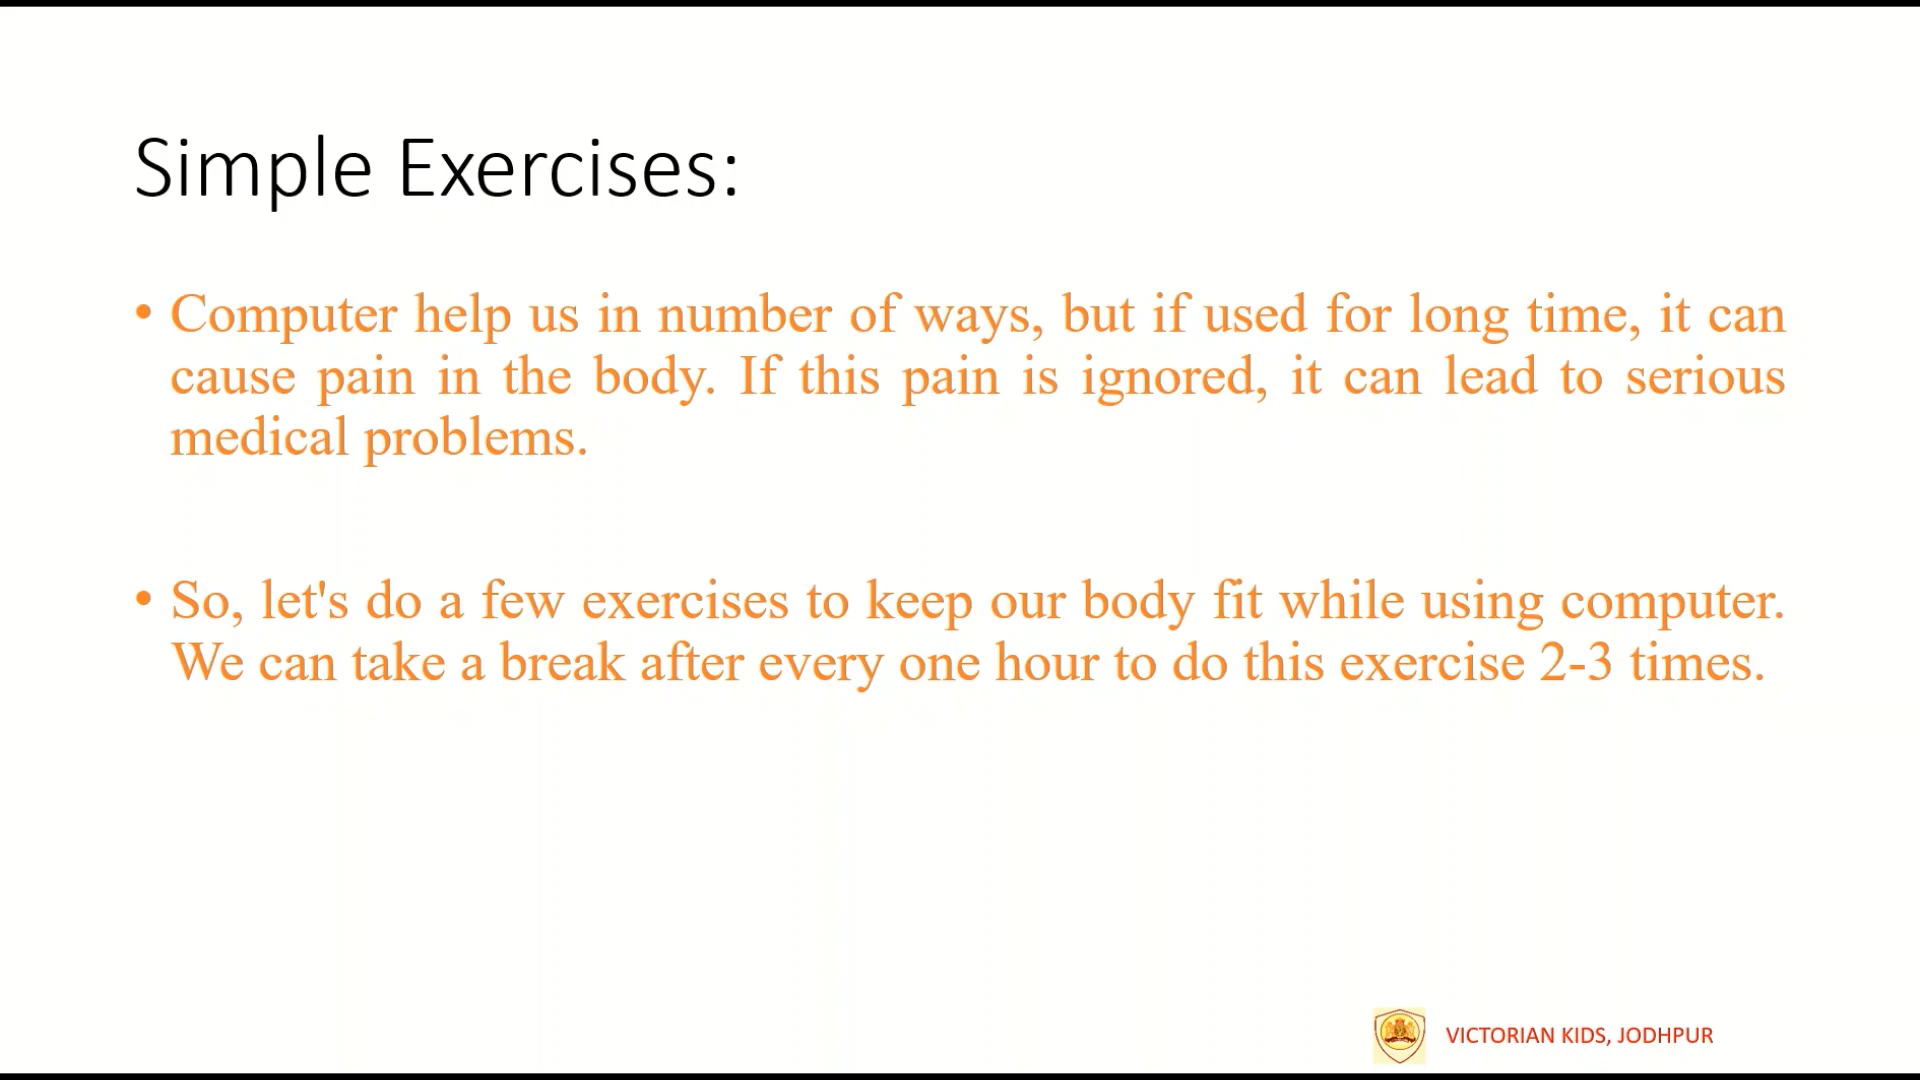 Simple Exercises:
• Computer help us in number of ways, but if used for long time, it can
cause pain in the body. If this pain is ignored, it can lead to serious
medical problems.
• So, let's do a few exercises to keep our body fit while using computer.
We can take a break after every one hour to do this exercise 2-3 times.
VICTORIAN KIDS, JODHPUR